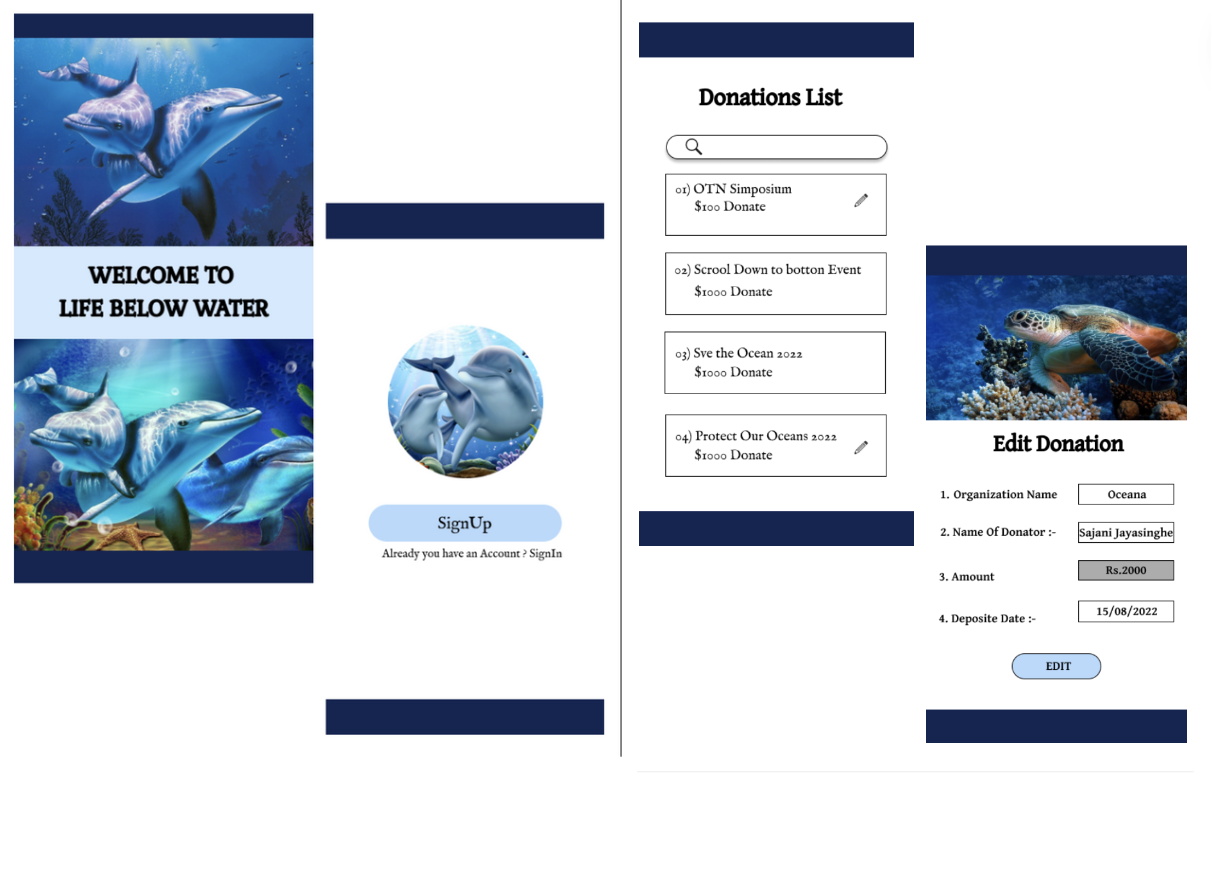 WELCOME TO
LIFE BELOW WATER
SignUp
Already you have an Account ? SignIn
Donations List
01) OTN Simposium
$100 Donate
02) Scrool Down to botton Event
$1000 Donate
03) Sve the Ocean 2022
$1000 Donate
04) Protect Our Oceans 2022
$1000 Donate
Edit Donation
1. Organization Name Oceana
2. Name Of Donator :- Sajani Jayasinghe
3. Amount Rs.2000
4. Deposite Date :- 15/08/2022
EDIT